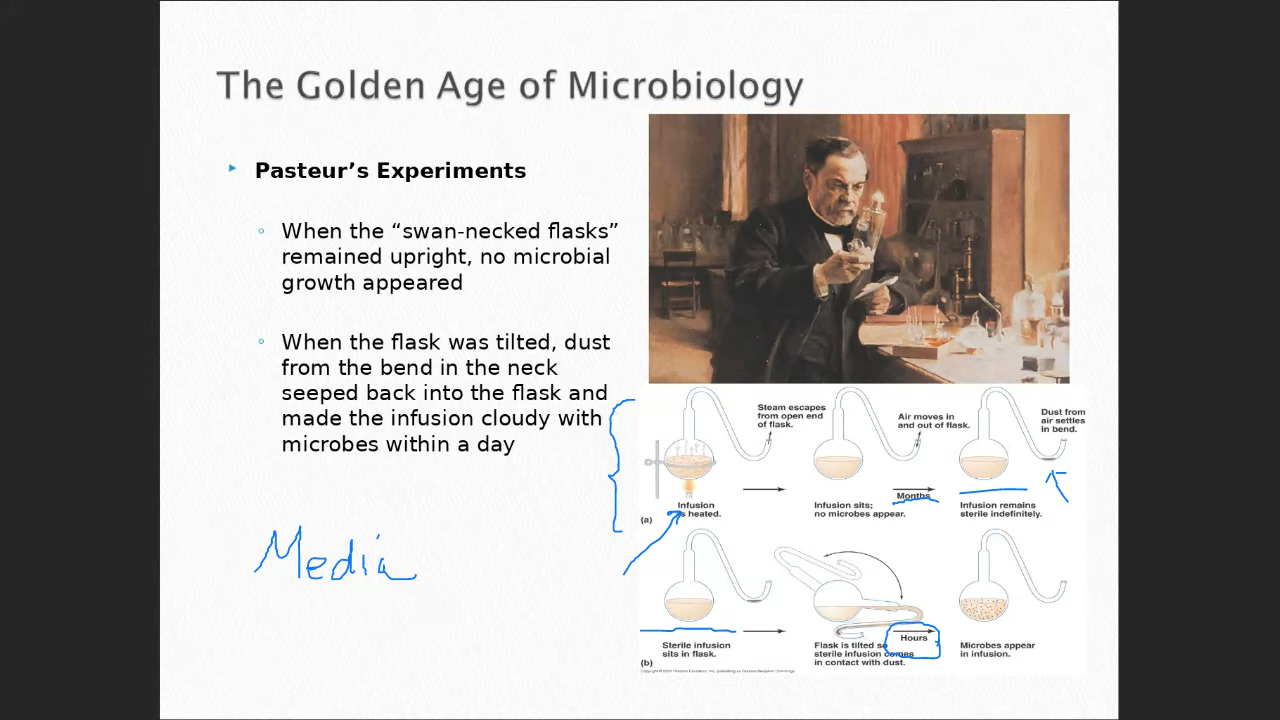 The Golden Age of Microbiology
Pasteur’s Experiments
When the “swan-necked flasks”
remained upright, no microbial
growth appeared
When the flask was tilted, dust
from the bend in the neck
seeped back into the flask and
made the infusion cloudy with
microbes within a day
Media
Steam escapes
from open end
of flask.
Air moves in
and out of flask.
Dust from
air settles
in bend.
Months
Infusion
is heated.
Infusion sits;
no microbes appear.
Infusion remains
sterile indefinitely.
(a)
Hours
Sterile infusion
sits in flask.
Flask is tilted so
sterile infusion comes
in contact with dust.
Microbes appear
in infusion.
(b)